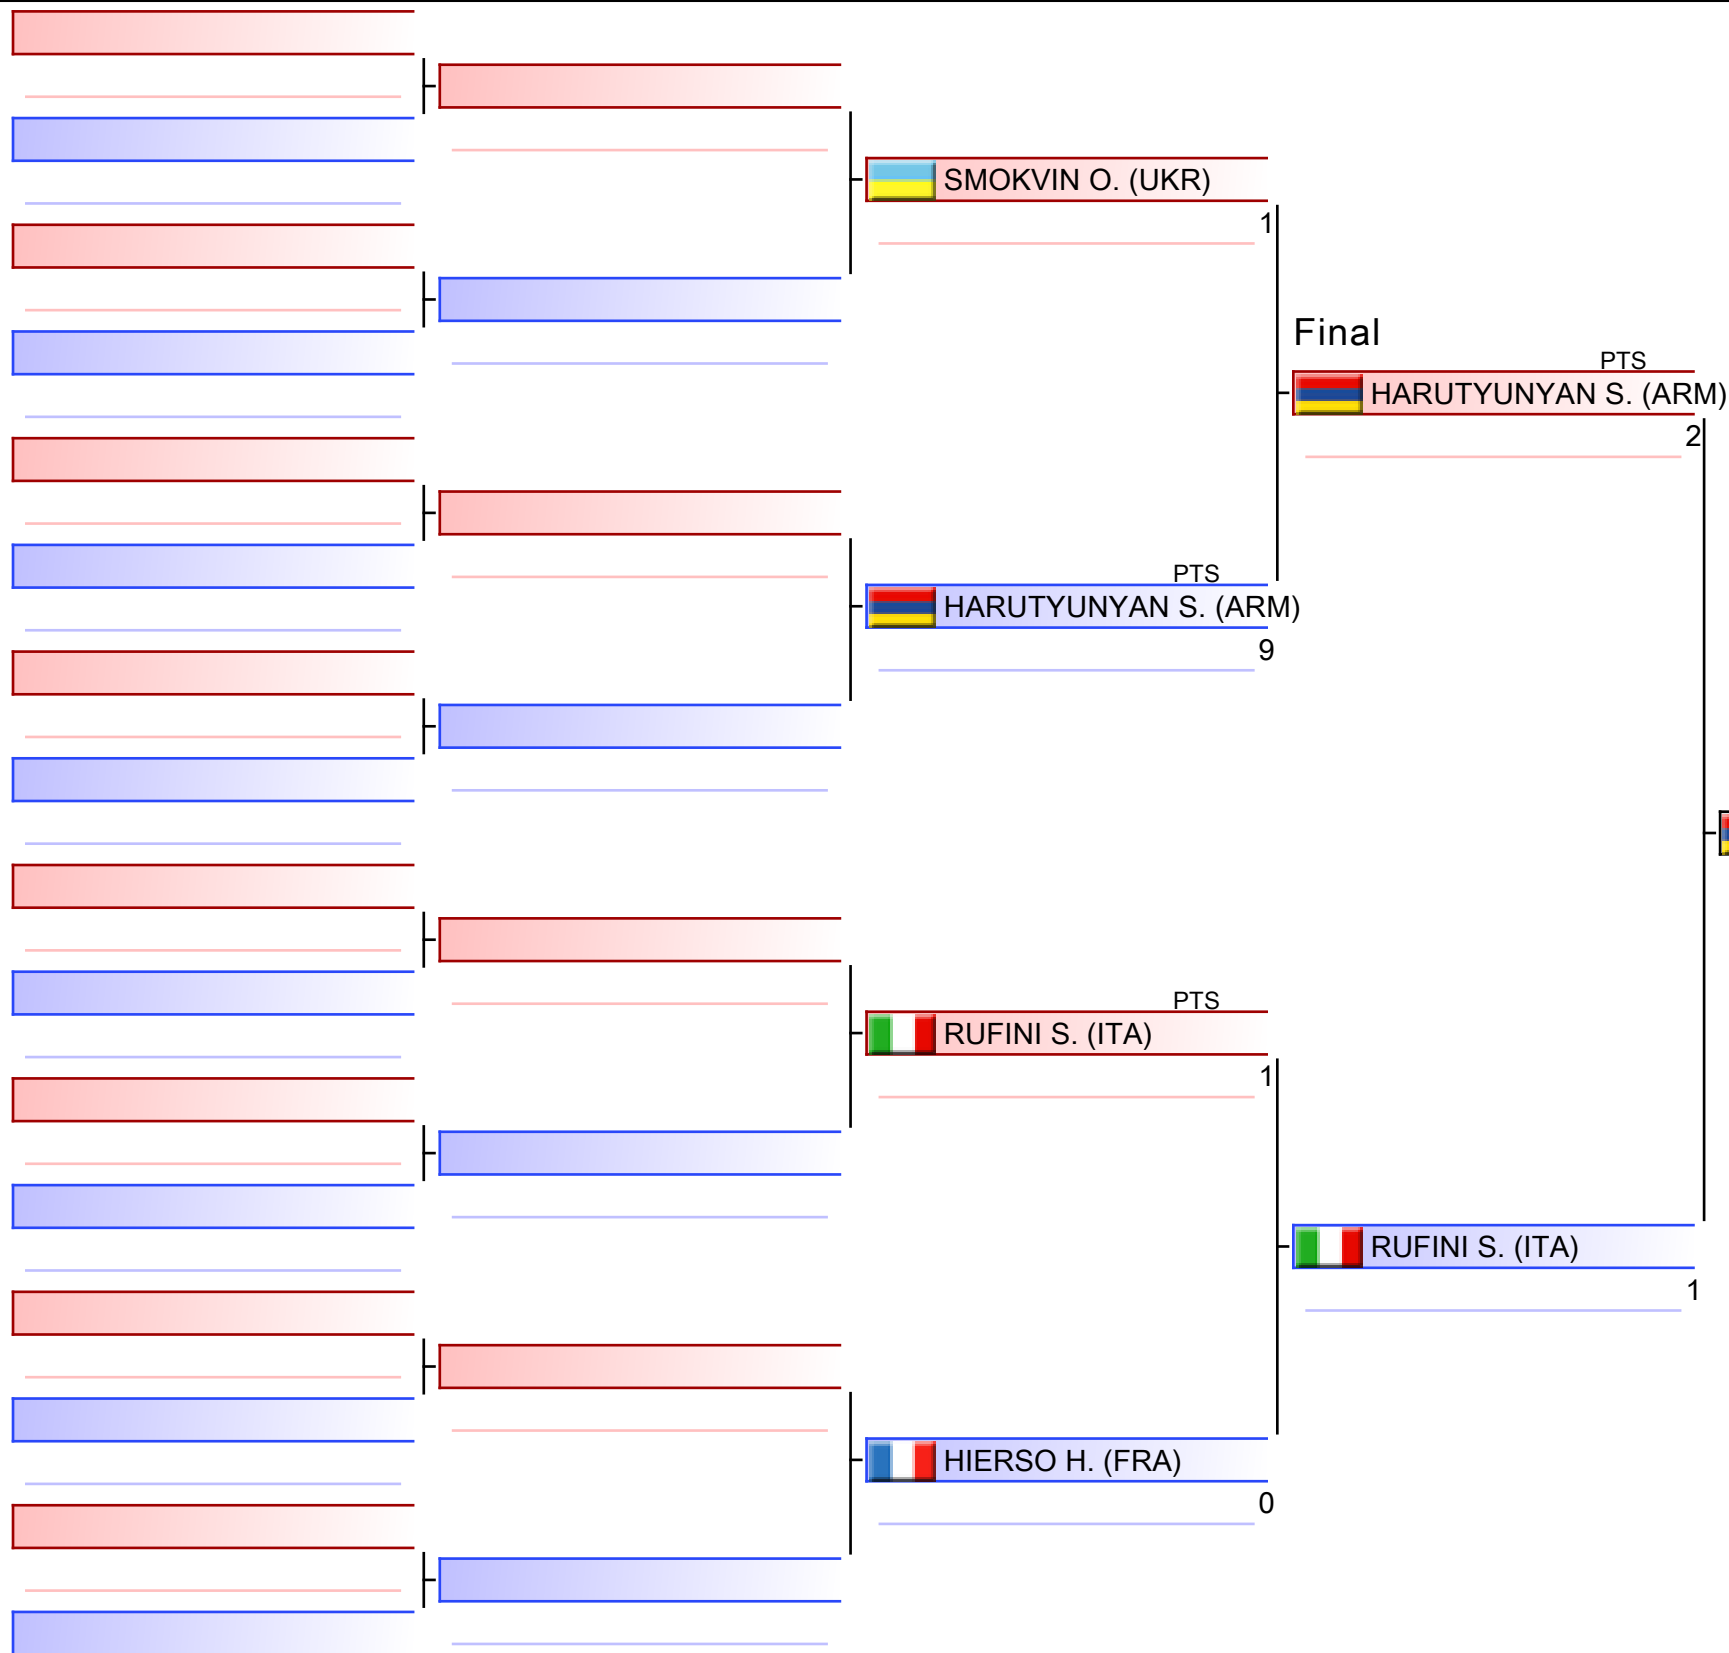 SMOKVIN O. (UKR)
1
Final
PTS
HARUTYUNYAN S. (ARM)
2
PTS
HARUTYUNYAN S. (ARM)
9
PTS
RUFINI S. (ITA)
1
RUFINI S. (ITA)
1
HIERSO H. (FRA)
0